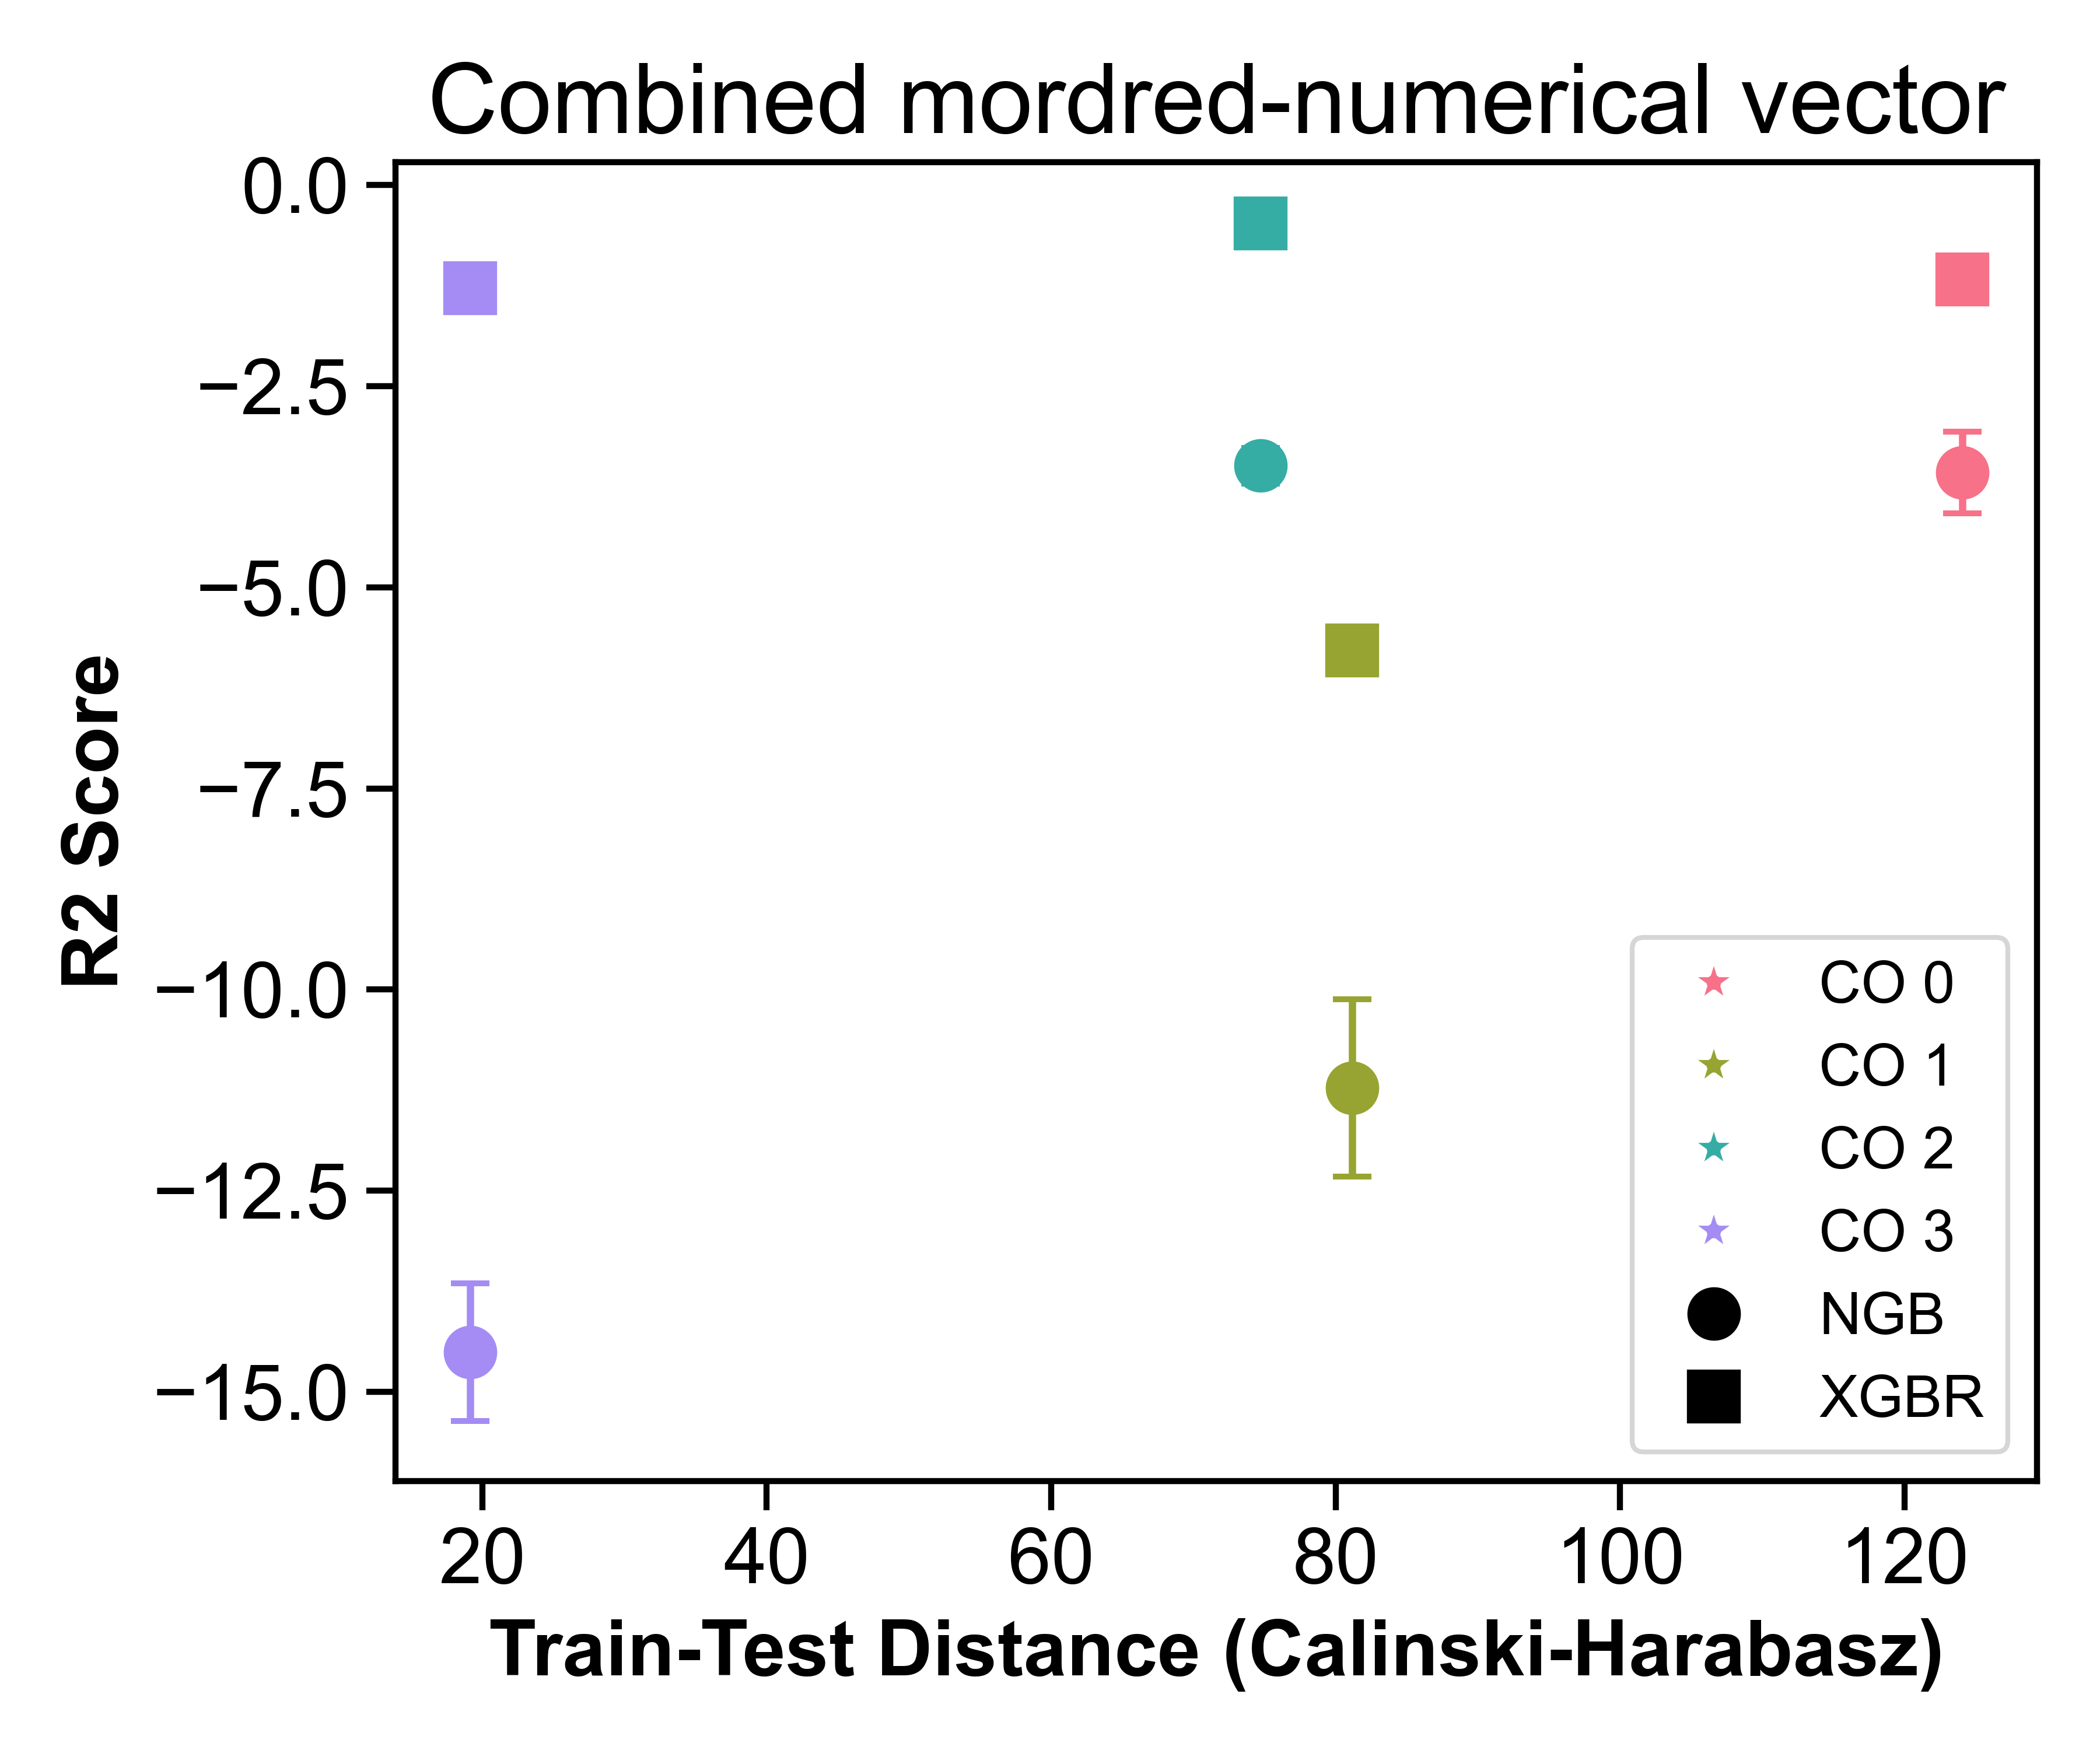 Combined mordred-numerical vector
0.0
−2.5
−5.0
−7.5
−10.0
−12.5
−15.0
R2 Score
CO 0
CO 1
CO 2
CO 3
NGB
XGBR
20 40 60 80 100 120
Train-Test Distance (Calinski-Harabasz)